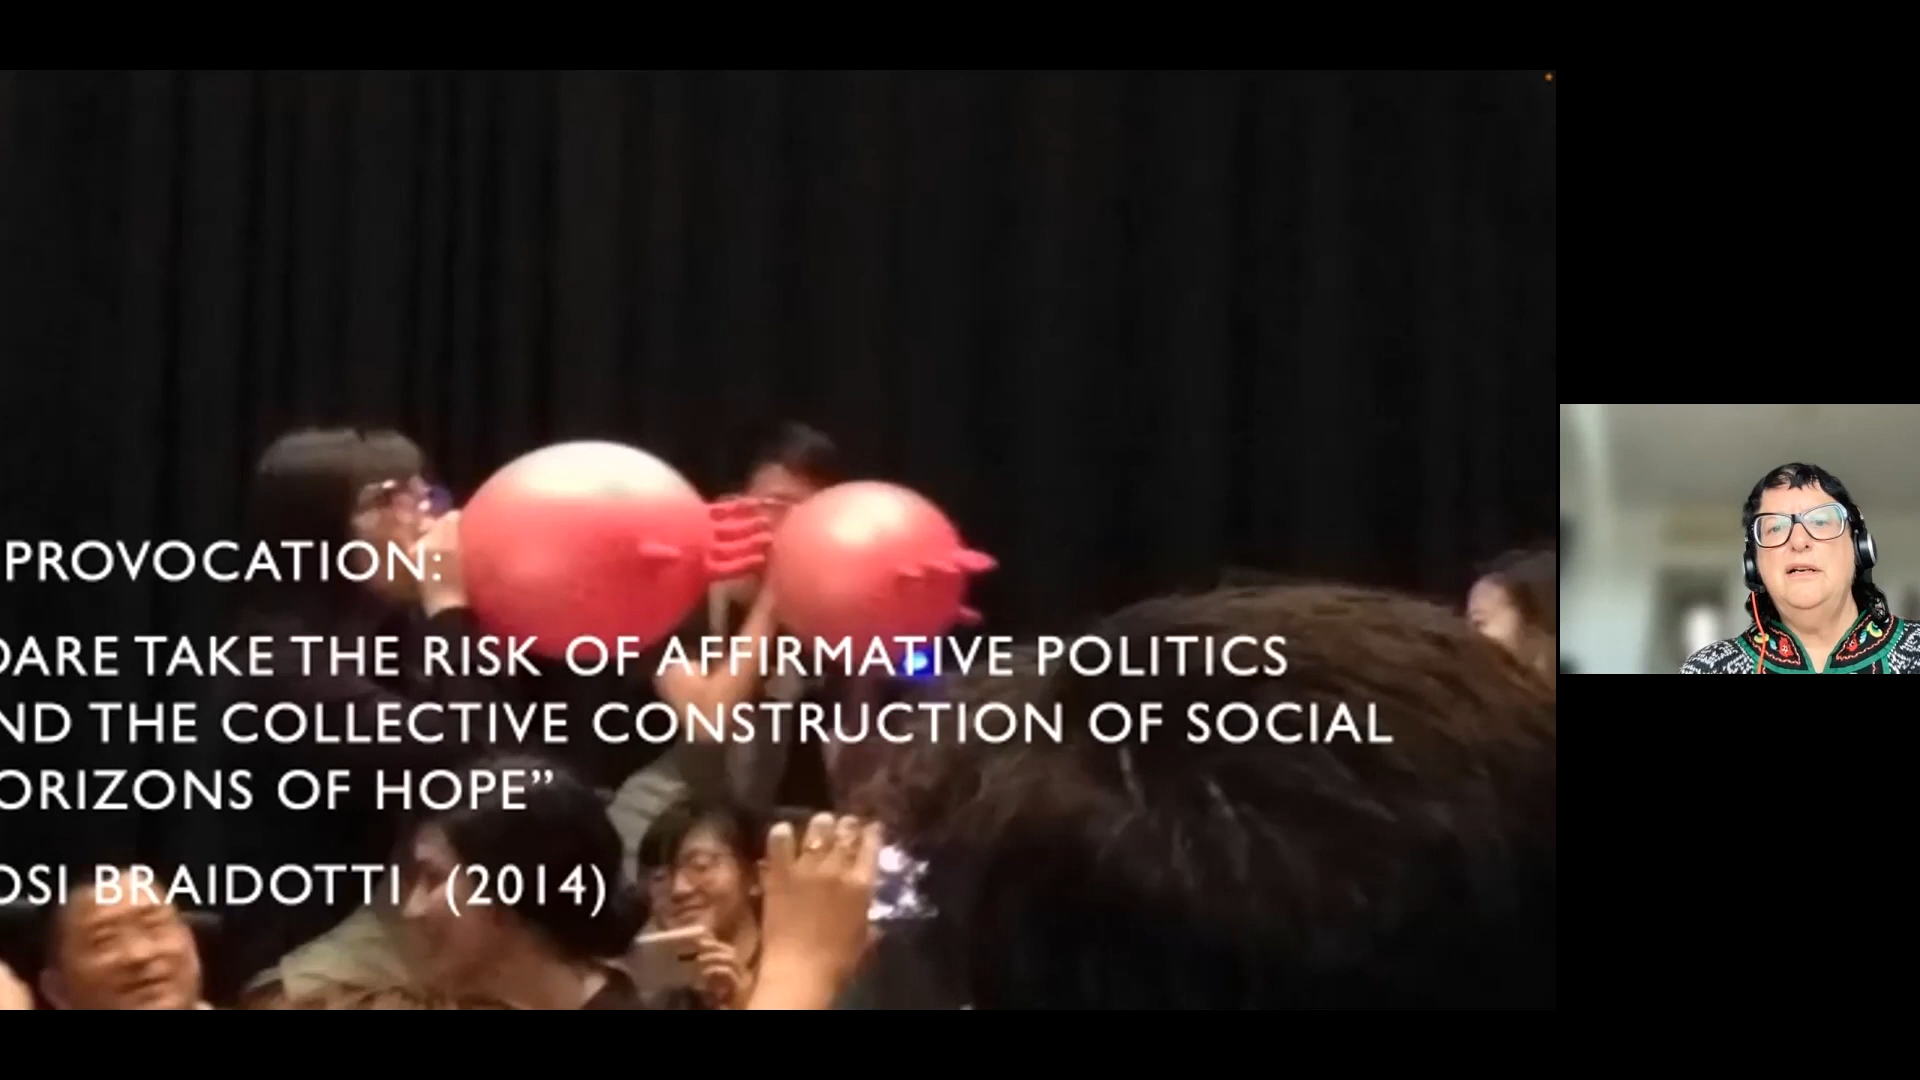 PROVOCATION:
DARE TAKE THE RISK OF AFFIRMATIVE POLITICS
ND THE COLLECTIVE CONSTRUCTION OF SOCIAL
ORIZONS OF HOPE”
OSI BRAIDOTTI (2014)